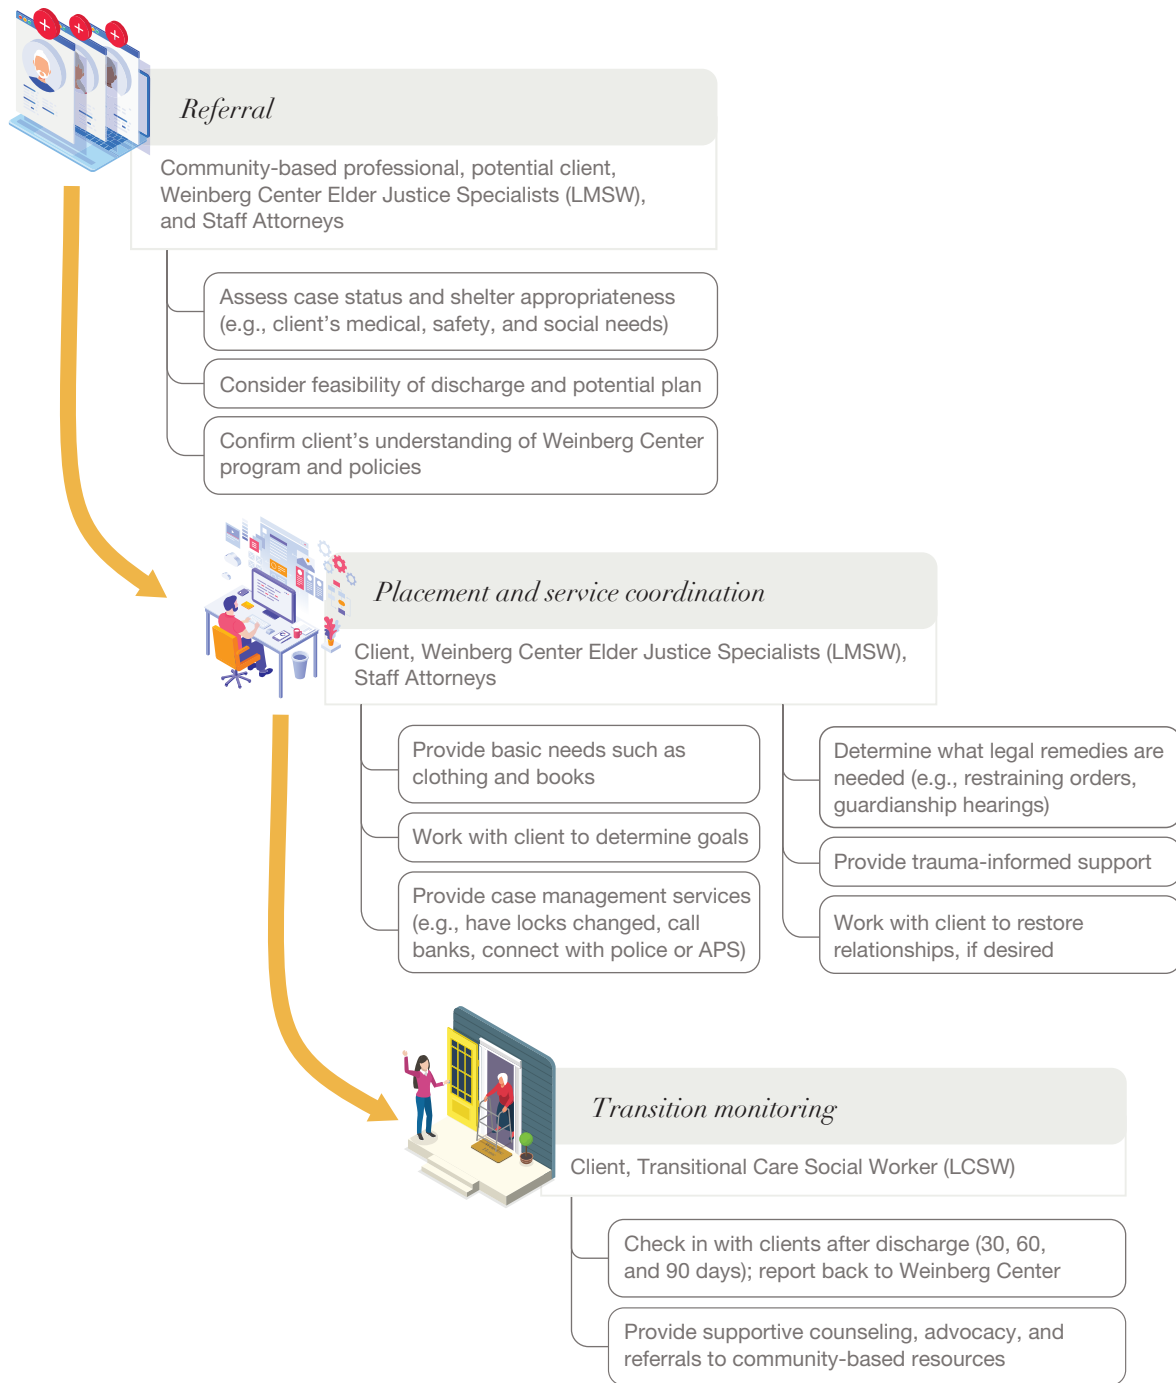 Referral
Community-based professional, potential client,
Weinberg Center Elder Justice Specialists (LMSW),
and Staff Attorneys
Assess case status and shelter appropriateness
(e.g., client’s medical, safety, and social needs)
Consider feasibility of discharge and potential plan
Confirm client’s understanding of Weinberg Center
program and policies
Placement and service coordination
Client, Weinberg Center Elder Justice Specialists (LMSW),
Staff Attorneys
Provide basic needs such as
clothing and books
Work with client to determine goals
Provide case management services
(e.g., have locks changed, call
banks, connect with police or APS)
Determine what legal remedies are
needed (e.g., restraining orders,
guardianship hearings)
Provide trauma-informed support
Work with client to restore
relationships, if desired
Transition monitoring
Client, Transitional Care Social Worker (LCSW)
Check in with clients after discharge (30, 60,
and 90 days); report back to Weinberg Center
Provide supportive counseling, advocacy, and
referrals to community-based resources